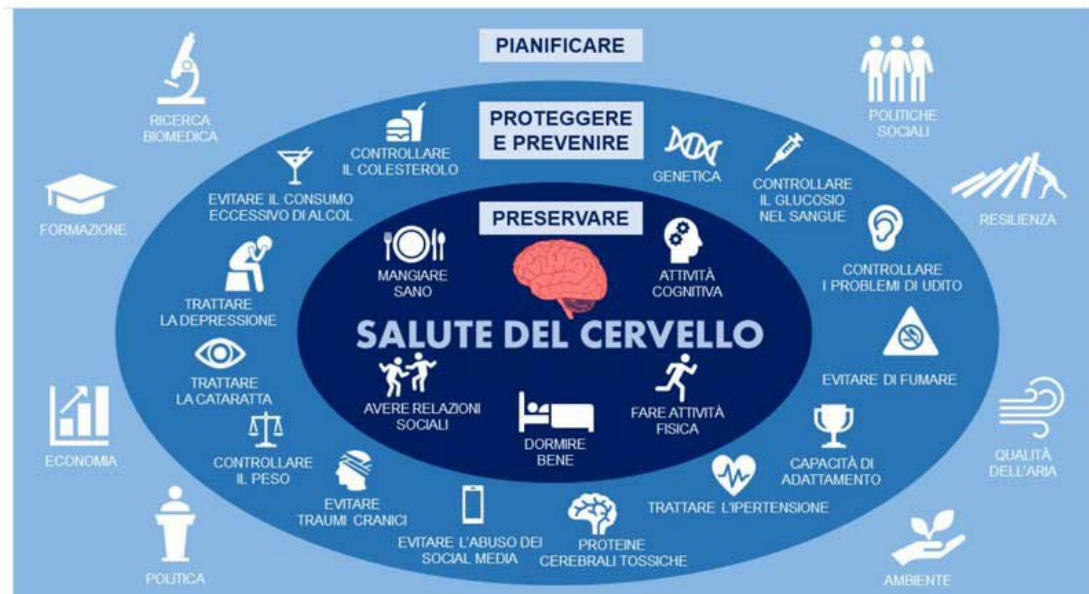 PIANIFICARE
RICERCA
BIOMEDICA
POLITICHE
SOCIALI
FORMAZIONE
RESILIENZA
ECONOMIA
QUALITÀ
DELL'ARIA
POLITICA
AMBIENTE
PROTEGGERE
E PREVENIRE
CONTROLLARE
IL COLESTEROLO
GENETICA
EVITARE IL CONSUMO
ECCESSIVO DI ALCOL
CONTROLLARE
IL GLUCOSIO
NEL SANGUE
TRATTARE
LA DEPRESSIONE
CONTROLLARE
I PROBLEMI DI UDITO
TRATTARE
LA CATARATTA
EVITARE DI FUMARE
CONTROLLARE
IL PESO
CAPACITÀ DI
ADATTAMENTO
EVITARE
TRAUMI CRANICI
TRATTARE L'IPERTENSIONE
EVITARE L'ABUSO DEI
SOCIAL MEDIA
PROTEINE
CEREBRALI TOSSICHE
PRESERVARE
MANGIARE
SANO
ATTIVITÀ
COGNITIVA
SALUTE DEL CERVELLO
AVERE RELAZIONI
SOCIALI
DORMIRE
BENE
FARE ATTIVITÀ
FISICA